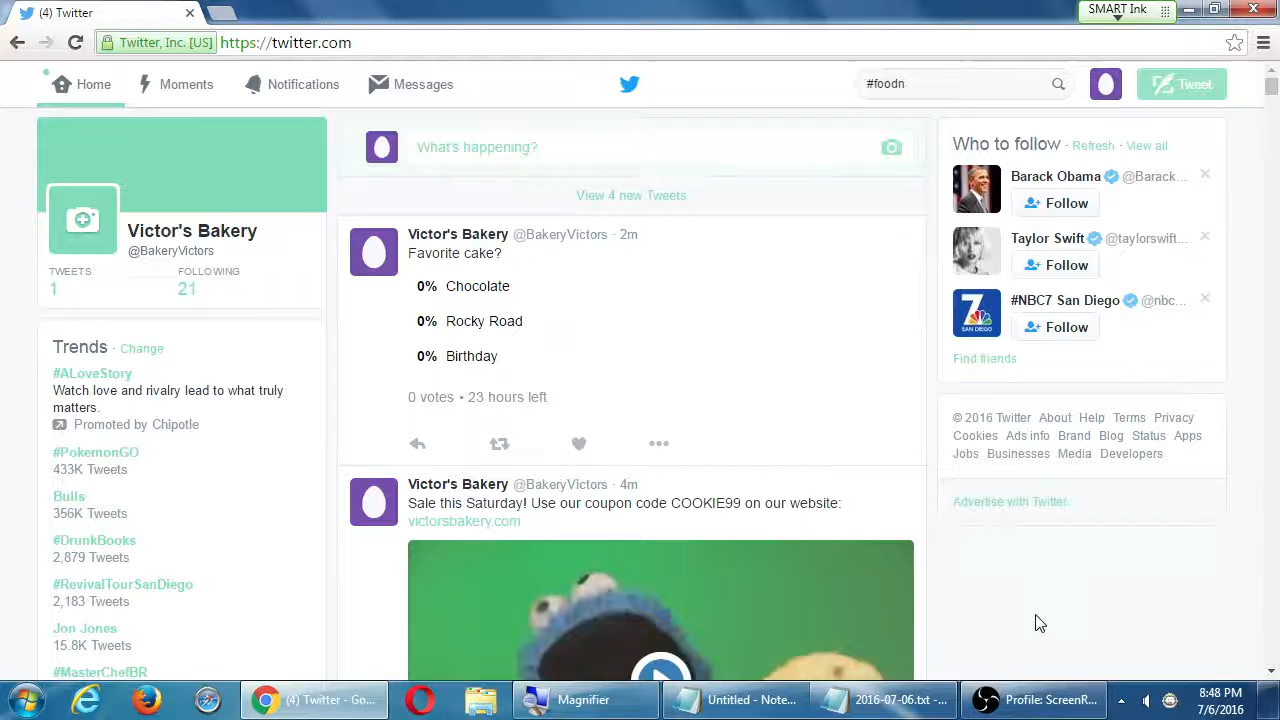 (4) Twitter
SMART Ink
Twitter, Inc. [US] https://twitter.com
Home Moments Notifications Messages #foodn Tweet
What's happening?
View 4 new Tweets
Victor's Bakery
@BakeryVictors
TWEETS FOLLOWING
1 21
Trends · Change
#ALoveStory
Watch love and rivalry lead to what truly
matters.
Promoted by Chipotle
#PokemonGO
433K Tweets
Bulls
356K Tweets
#DrunkBooks
2,879 Tweets
#RevivalTourSanDiego
2,183 Tweets
Jon Jones
15.8K Tweets
#MasterChefBR
Victor's Bakery @BakeryVictors · 2m
Favorite cake?
0% Chocolate
0% Rocky Road
0% Birthday
0 votes • 23 hours left
Victor's Bakery @BakeryVictors · 4m
Sale this Saturday! Use our coupon code COOKIE99 on our website:
victorsbakery.com
Who to follow · Refresh · View all
Barack Obama @Barack...
Follow
Taylor Swift @taylorswift...
Follow
#NBC7 San Diego @nbc...
Follow
7
SAN DIEGO
Find friends
© 2016 Twitter About Help Terms Privacy
Cookies Ads info Brand Blog Status Apps
Jobs Businesses Media Developers
Advertise with Twitter
(4) Twitter - Go... Magnifier Untitled - Note... 2016-07-06.txt -... Profile: ScreenR... 8:48 PM
7/6/2016